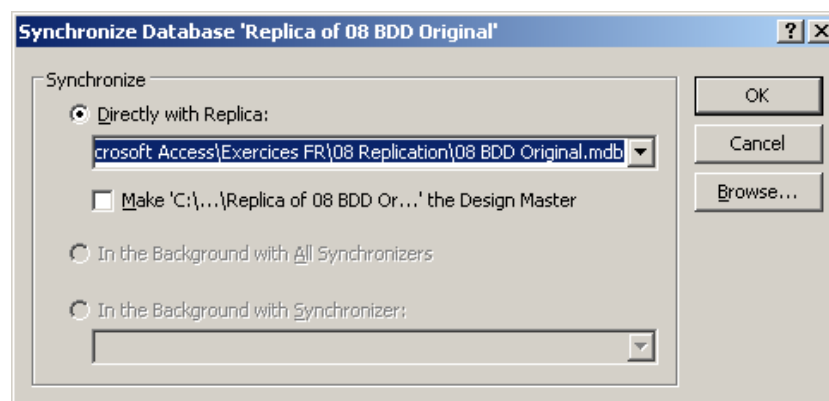 Synchronize Database 'Replica of 08 BDD Original'
Synchronize
Directly with Replica:
crosoft Access\Exercices FR\08 Replication\08 BDD Original.mdb
Make 'C:\...\Replica of 08 BDD Or...' the Design Master
In the Background with All Synchronizers
In the Background with Synchronizer:
OK
Cancel
Browse...